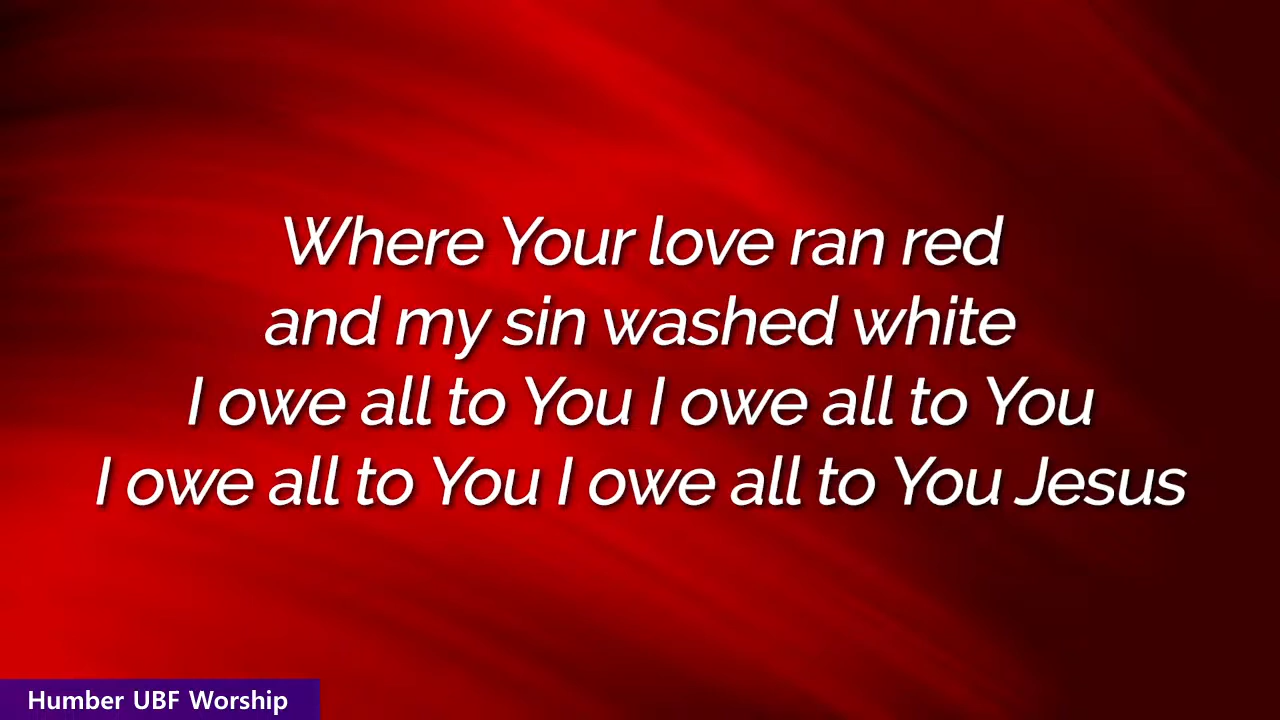 Where Your love ran red
and my sin washed white
I owe all to You I owe all to You
I owe all to You I owe all to You Jesus
Humber UBF Worship